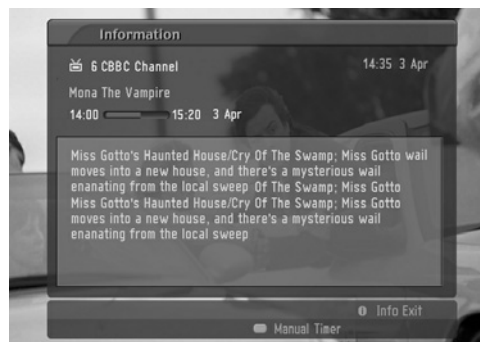 Information
6 CBBC Channel 14:35 3 Apr
Mona The Vampire
14:00 15:20 3 Apr
Miss Gotto's Haunted House/Cry Of The Swamp; Miss Gotto wail
moves into a new house, and there's a mysterious wail
enanating from the local sweep Of The Swamp; Miss Gotto
Miss Gotto's Haunted House/Cry Of The Swamp; Miss Gotto
moves into a new house, and there's a mysterious wail
enanating from the local sweep
i Info Exit
Manual Timer